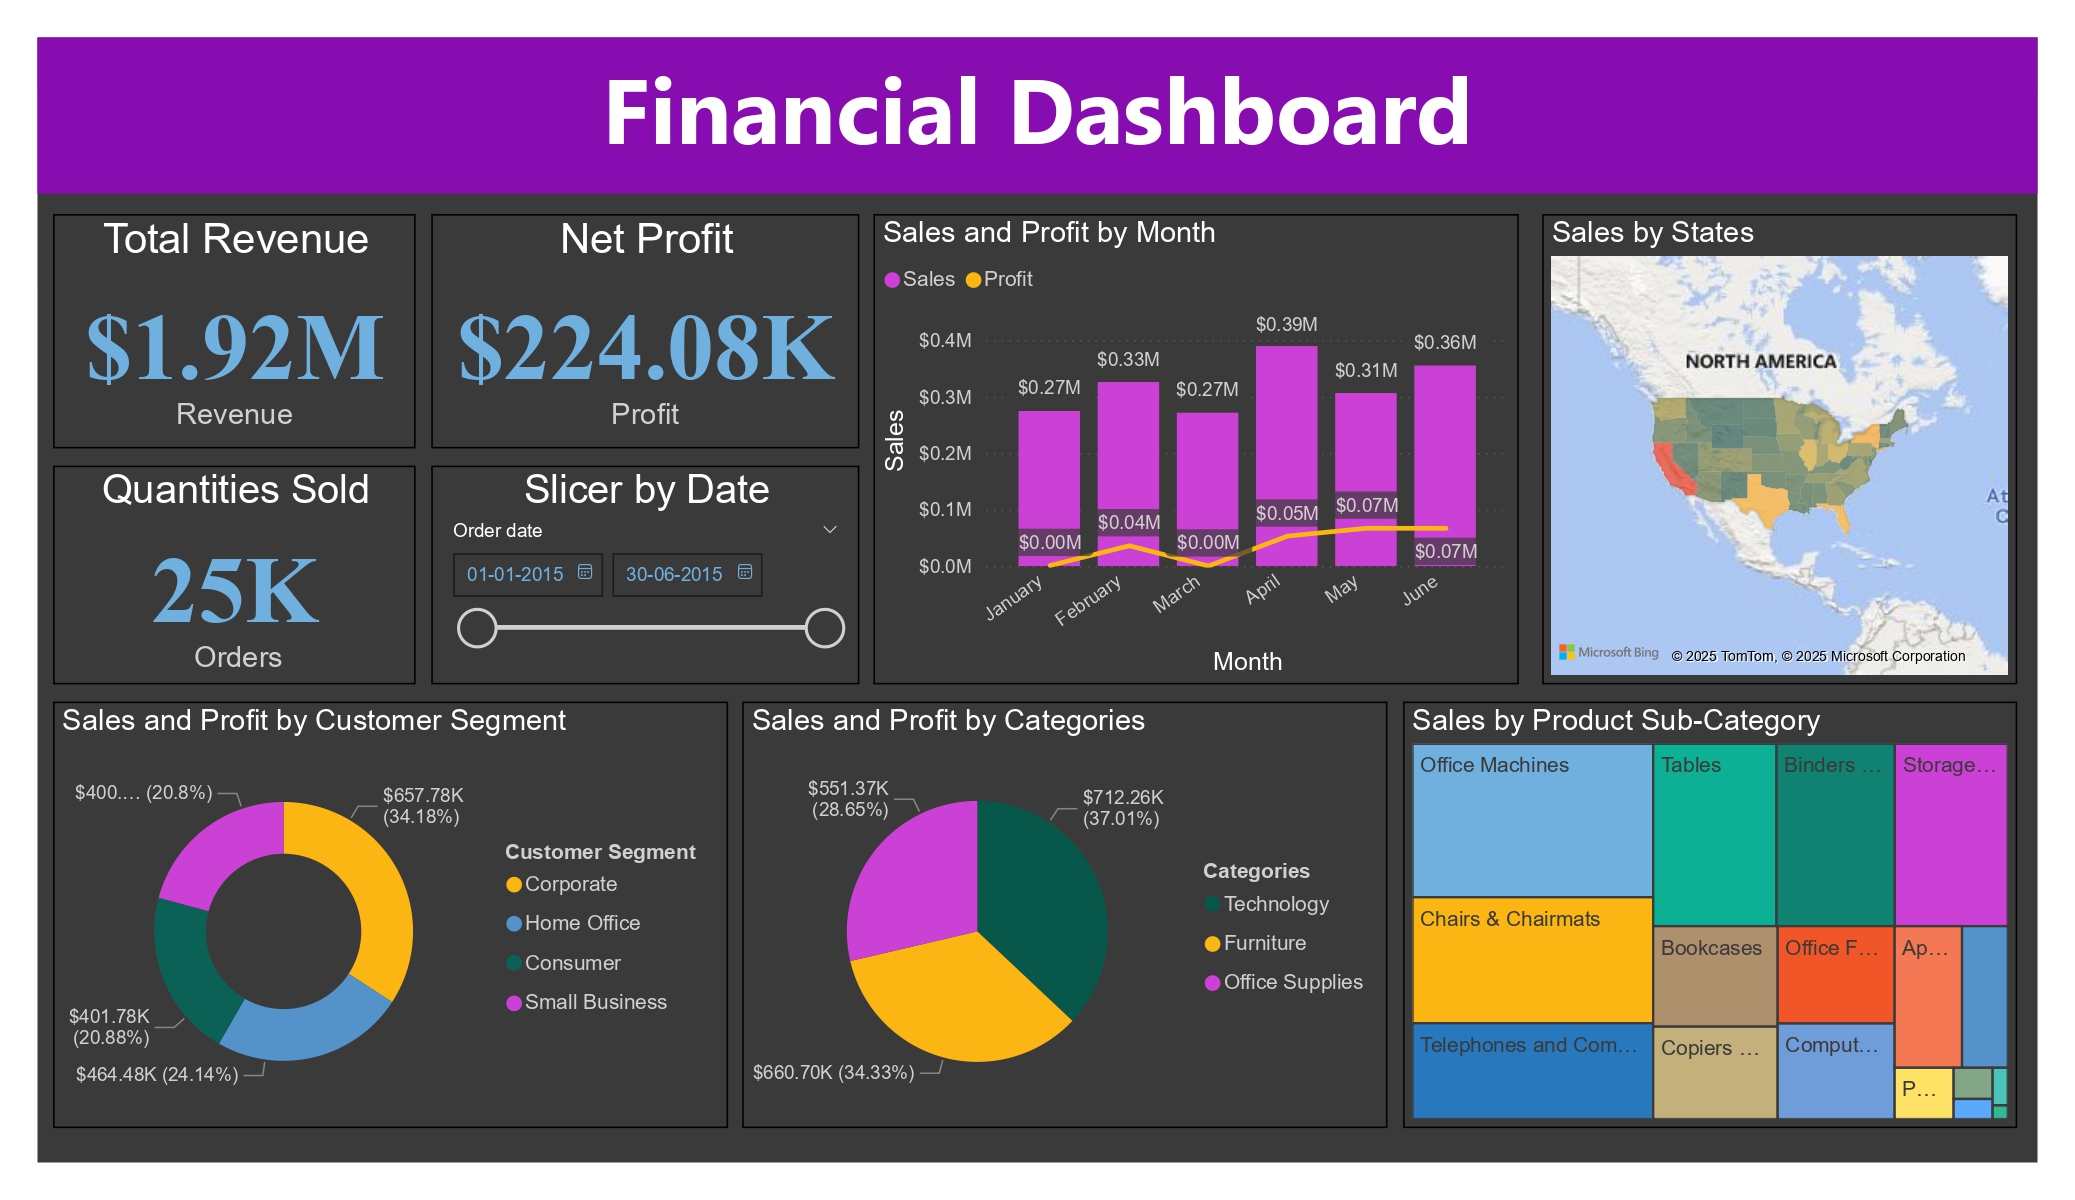 Financial Dashboard
Total Revenue
$1.92M
Revenue
Net Profit
$224.08K
Profit
Quantities Sold
25K
Orders
Slicer by Date
Order date
01-01-2015 30-06-2015
Sales and Profit by Month
Sales Profit
$0.4M
$0.3M
$0.2M
$0.1M
$0.0M
Sales
$0.27M
$0.33M
$0.27M
$0.39M
$0.31M
$0.36M
$0.00M
$0.04M
$0.00M
$0.05M
$0.07M
$0.07M
January
February
March
April
May
June
Month
Sales by States
NORTH AMERICA
At
C
Microsoft Bing
© 2025 TomTom, © 2025 Microsoft Corporation
Sales and Profit by Customer Segment
$400.… (20.8%)
$657.78K
(34.18%)
$401.78K
(20.88%)
$464.48K (24.14%)
Customer Segment
Corporate
Home Office
Consumer
Small Business
Sales and Profit by Categories
$551.37K
(28.65%)
$712.26K
(37.01%)
$660.70K (34.33%)
Categories
Technology
Furniture
Office Supplies
Sales by Product Sub-Category
Office Machines
Chairs & Chairmats
Telephones and Com…
Tables
Bookcases
Copiers …
Binders …
Office F…
Comput…
Storage…
Ap…
P…